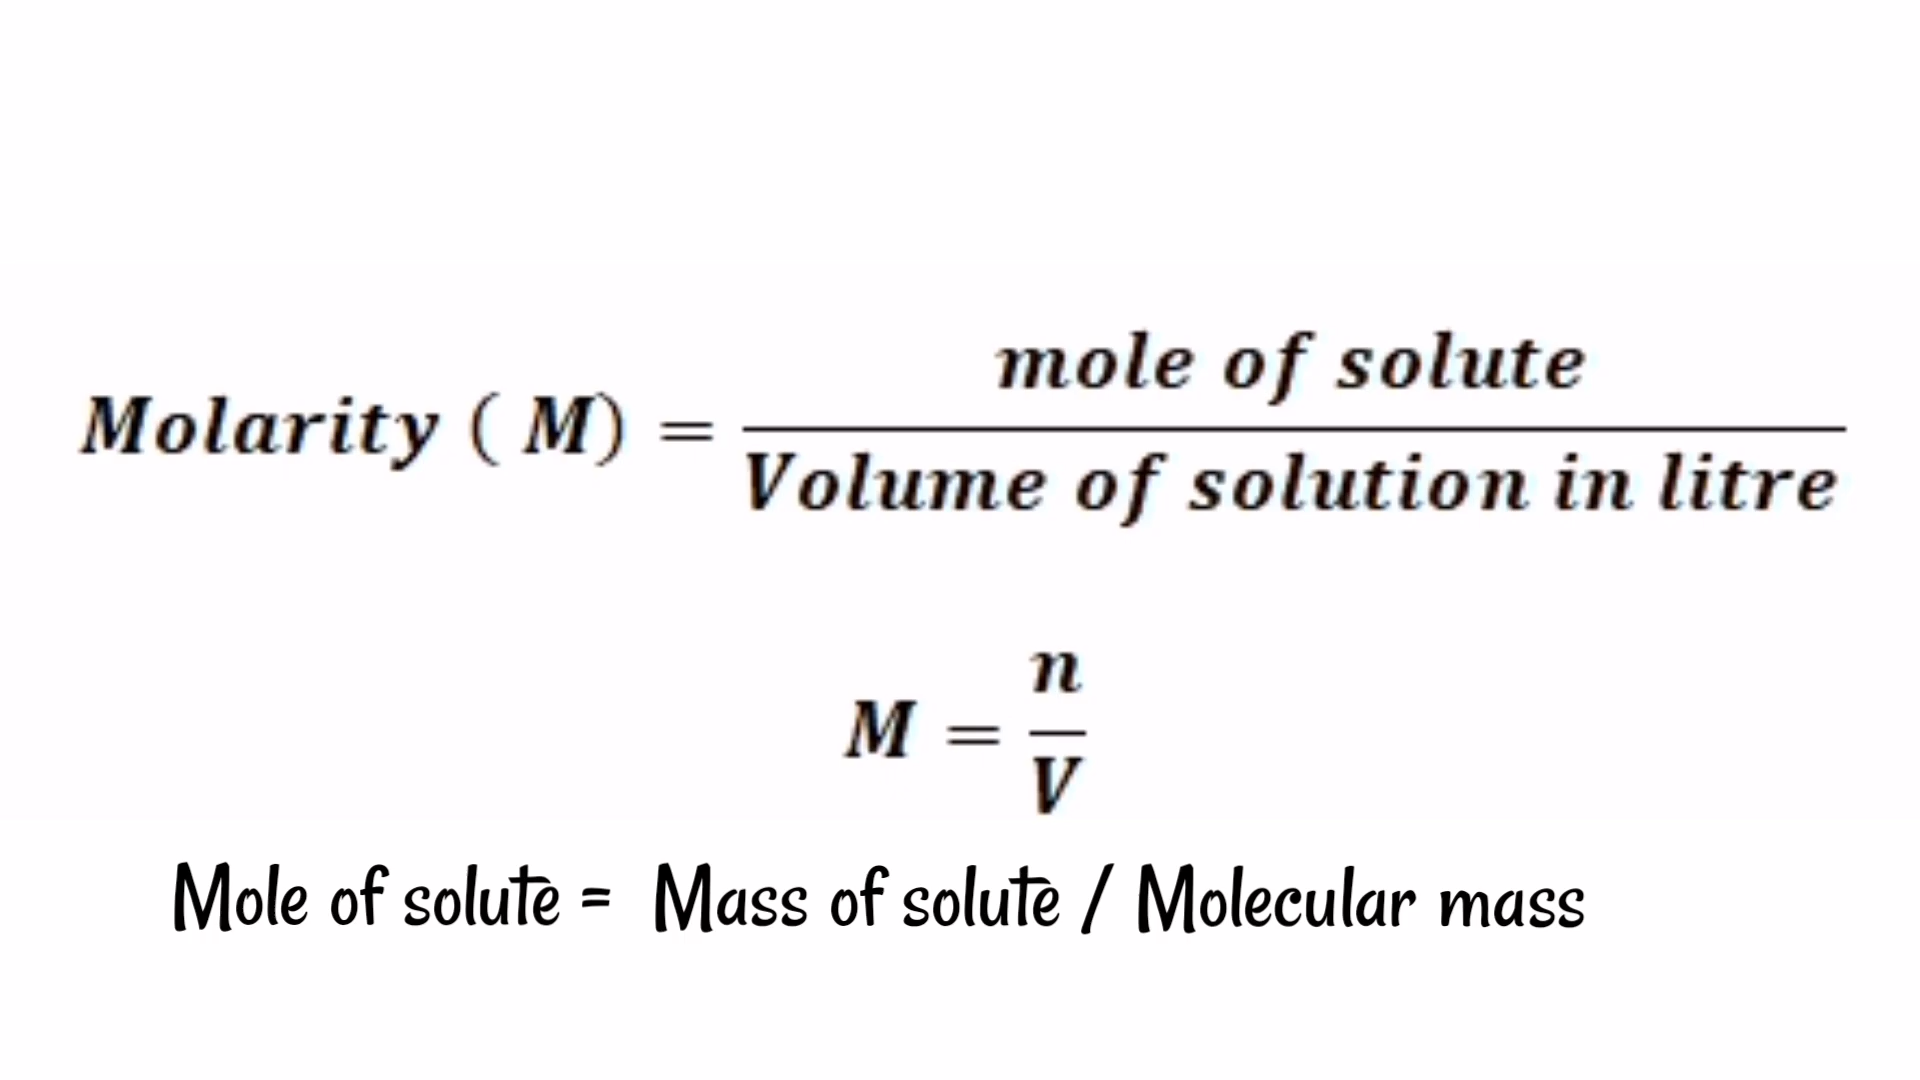 Molarity ( M) = mole of solute / Volume of solution in litre
M = n / V
Mole of solute = Mass of solute / Molecular mass